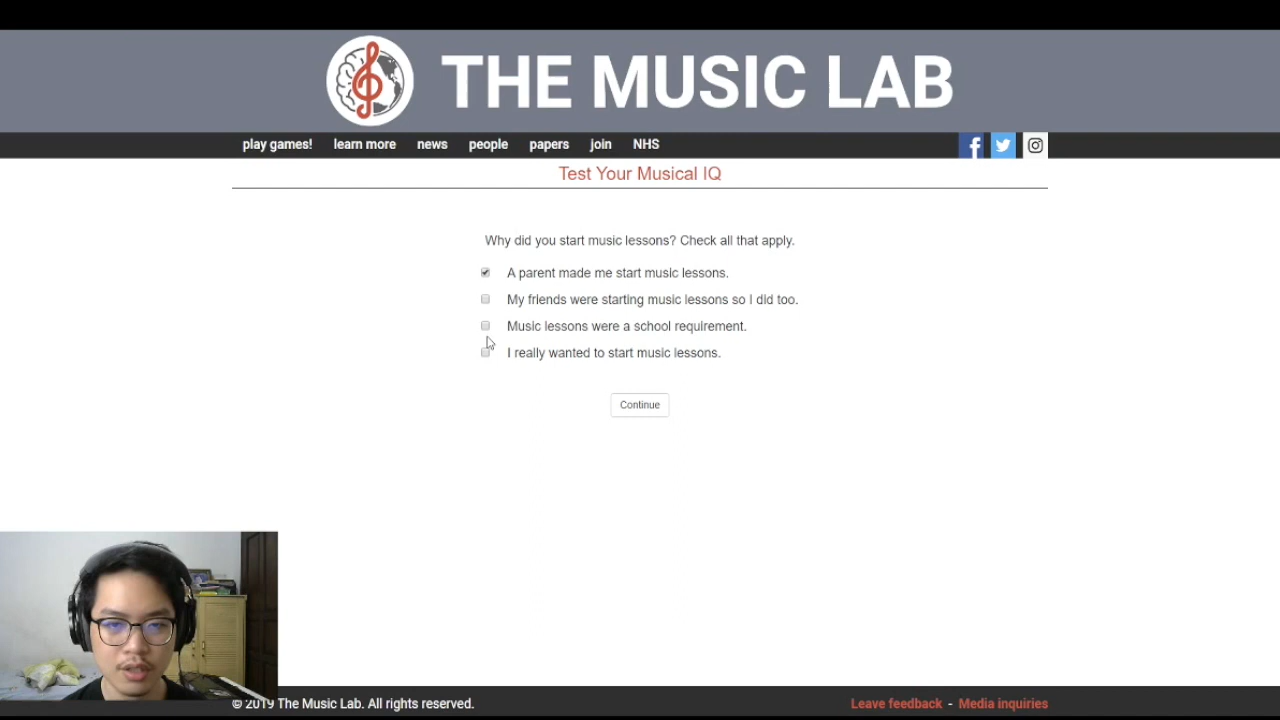 THE MUSIC LAB
play games! learn more news people papers join NHS
Test Your Musical IQ
Why did you start music lessons? Check all that apply.
A parent made me start music lessons.
My friends were starting music lessons so I did too.
Music lessons were a school requirement.
I really wanted to start music lessons.
Continue
© 2019 The Music Lab. All rights reserved. Leave feedback - Media inquiries